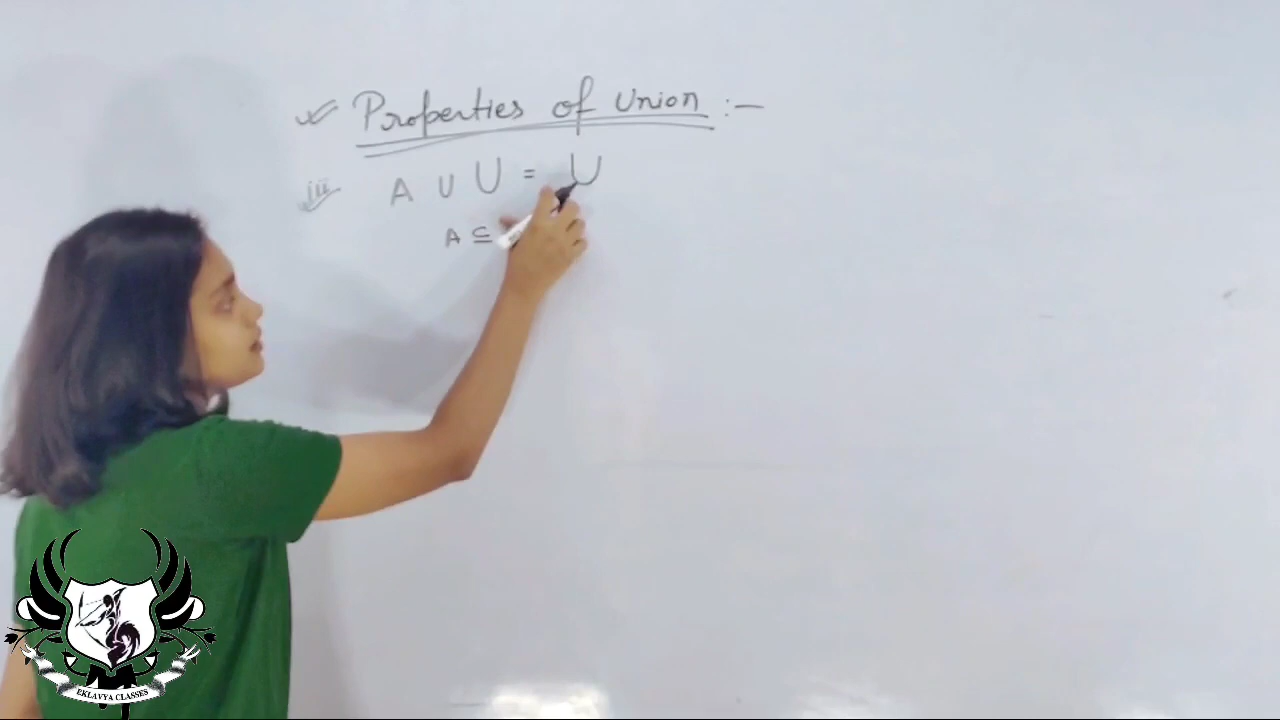 Properties of Union :-
iii A ∪ U = U
A ⊆
EKLAVYA CLASSES